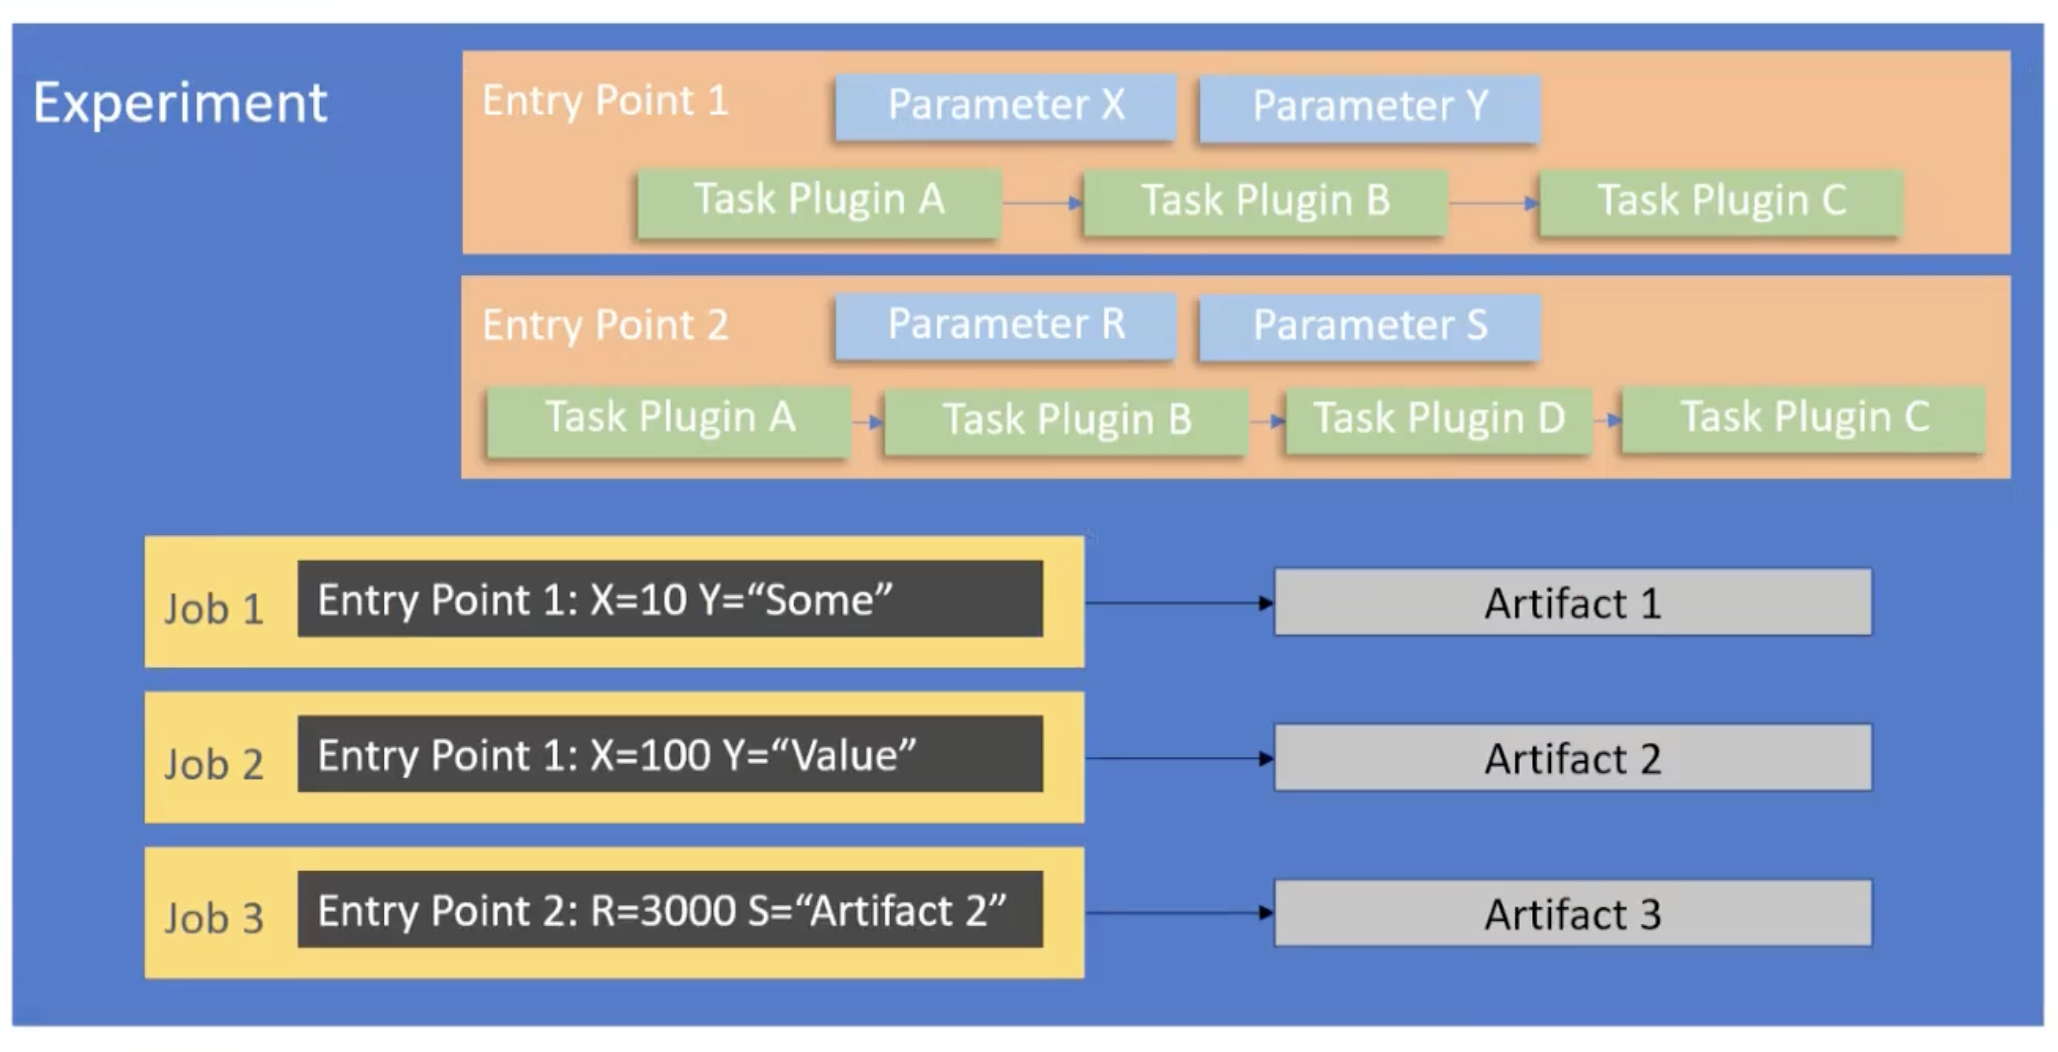 Experiment
Entry Point 1
Parameter X
Parameter Y
Task Plugin A
Task Plugin B
Task Plugin C
Entry Point 2
Parameter R
Parameter S
Task Plugin A
Task Plugin B
Task Plugin D
Task Plugin C
Job 1
Entry Point 1: X=10 Y=“Some”
Artifact 1
Job 2
Entry Point 1: X=100 Y=“Value”
Artifact 2
Job 3
Entry Point 2: R=3000 S=“Artifact 2”
Artifact 3